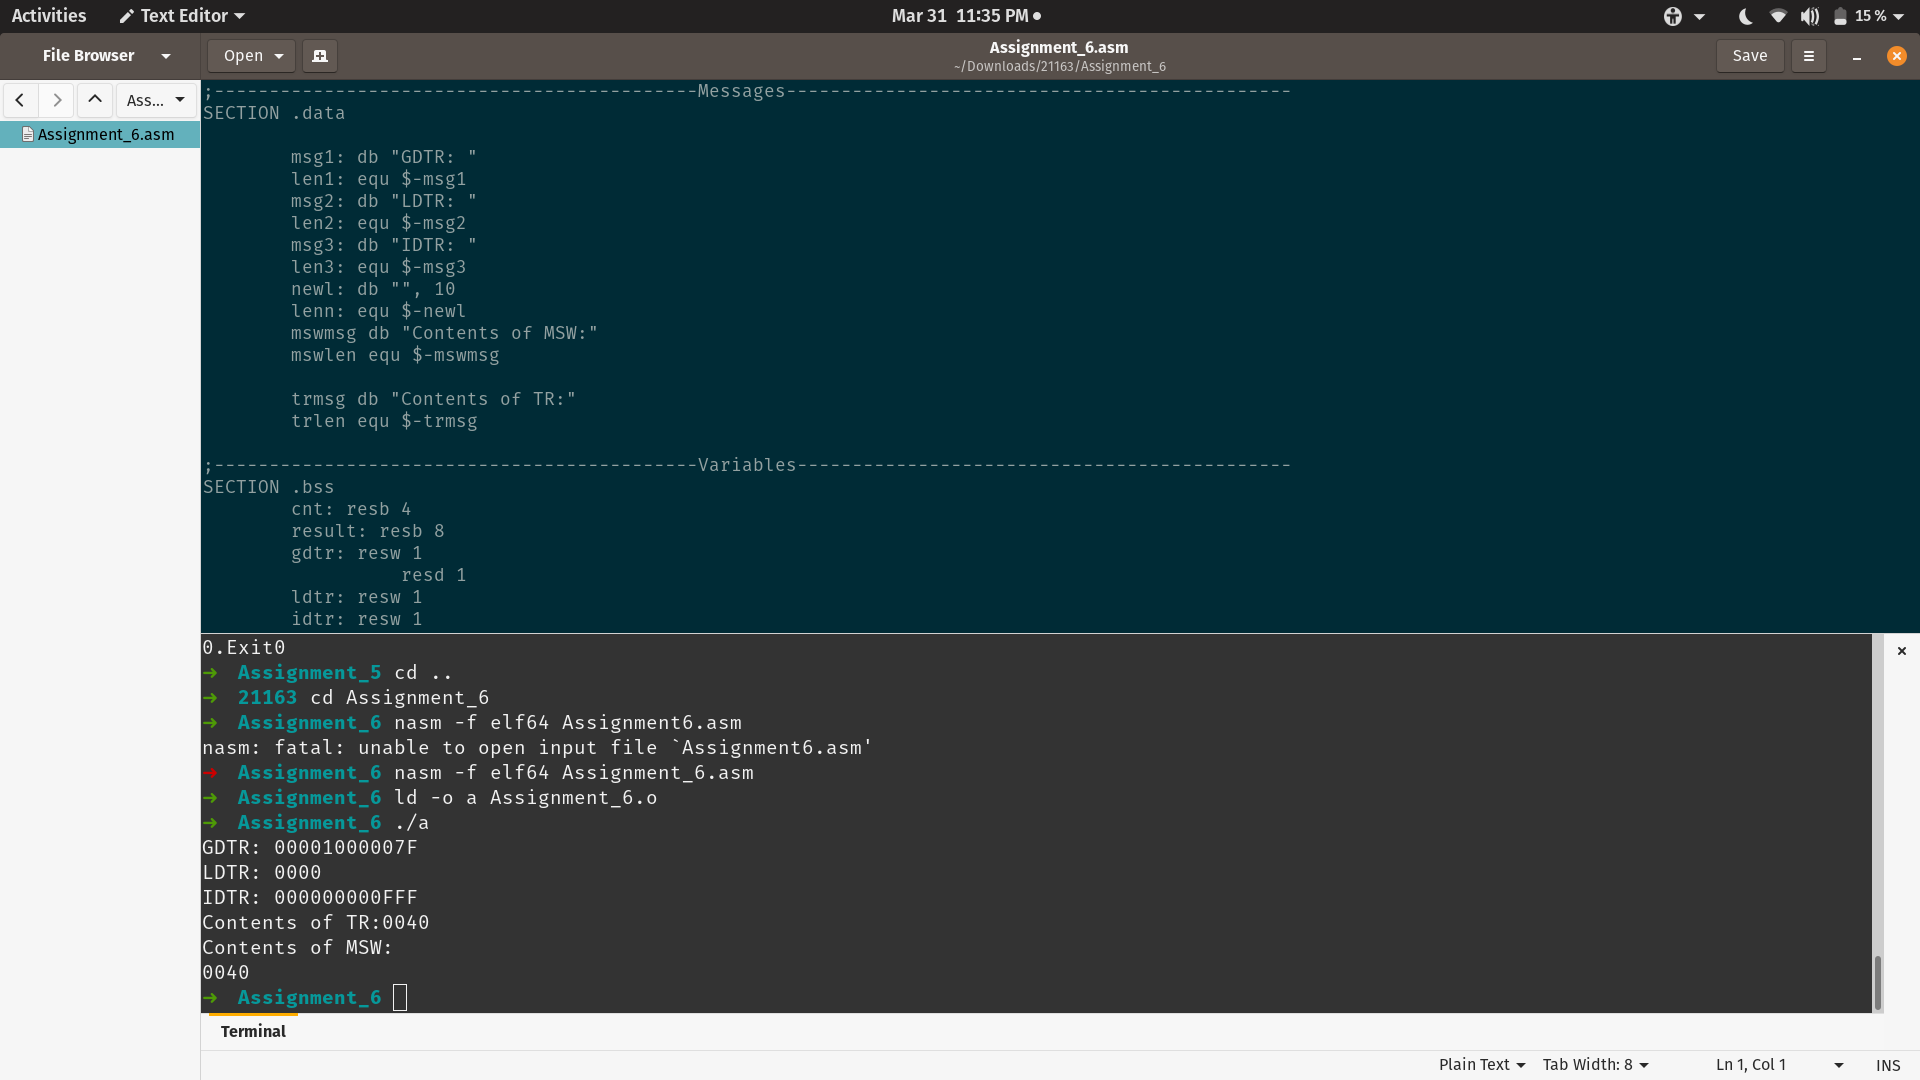 Activities Text Editor Mar 31 11:35 PM 15 %
File Browser Open Assignment_6.asm Save
~/Downloads/21163/Assignment_6
Ass...
Assignment_6.asm
;--------------------------------------------Messages----------------------------------------------
SECTION .data
msg1: db "GDTR: "
len1: equ $-msg1
msg2: db "LDTR: "
len2: equ $-msg2
msg3: db "IDTR: "
len3: equ $-msg3
newl: db "", 10
lenn: equ $-newl
mswmsg db "Contents of MSW:"
mswlen equ $-mswmsg
trmsg db "Contents of TR:"
trlen equ $-trmsg
;--------------------------------------------Variables---------------------------------------------
SECTION .bss
cnt: resb 4
result: resb 8
gdtr: resw 1
resd 1
ldtr: resw 1
idtr: resw 1
0.Exit0
➜ Assignment_5 cd ..
➜ 21163 cd Assignment_6
➜ Assignment_6 nasm -f elf64 Assignment6.asm
nasm: fatal: unable to open input file `Assignment6.asm'
➜ Assignment_6 nasm -f elf64 Assignment_6.asm
➜ Assignment_6 ld -o a Assignment_6.o
➜ Assignment_6 ./a
GDTR: 00001000007F
LDTR: 0000
IDTR: 000000000FFF
Contents of TR:0040
Contents of MSW:
0040
➜ Assignment_6
Terminal
Plain Text Tab Width: 8 Ln 1, Col 1 INS